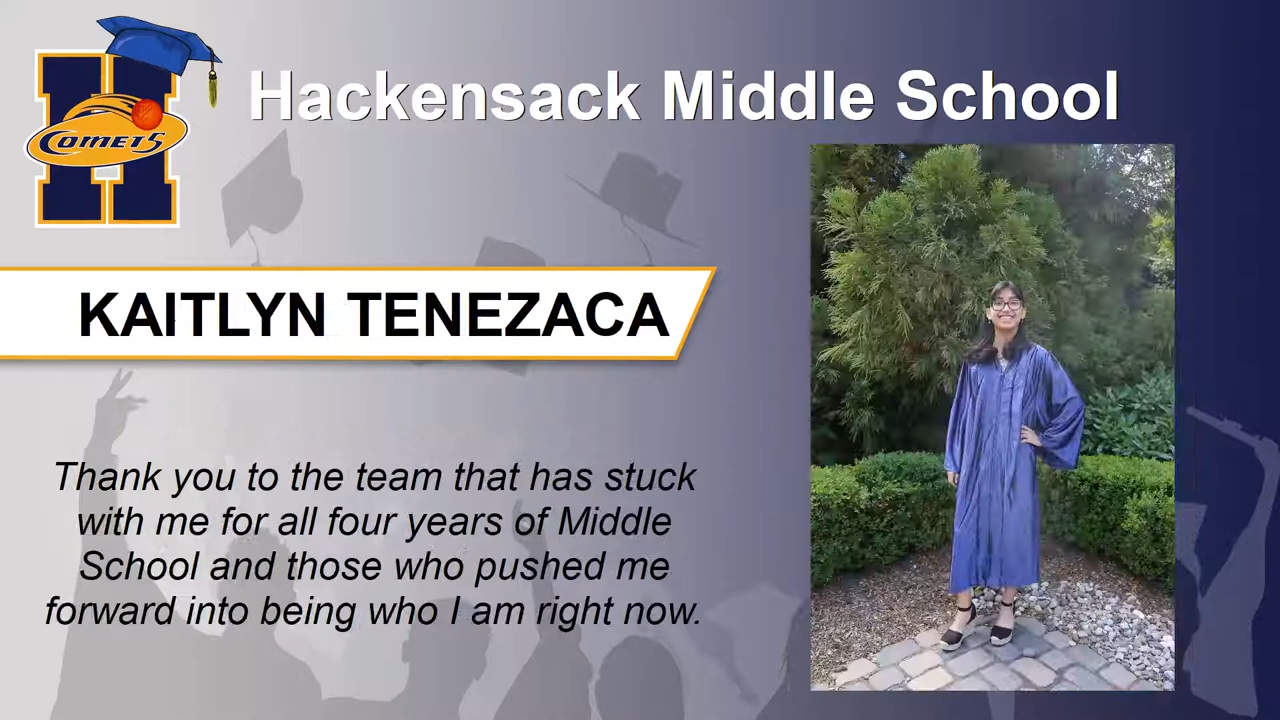 COMETS
Hackensack Middle School
KAITLYN TENEZACA
Thank you to the team that has stuck
with me for all four years of Middle
School and those who pushed me
forward into being who I am right now.